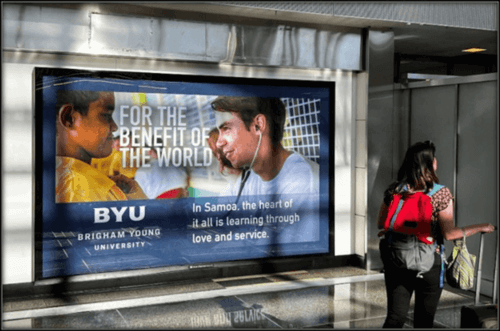 FOR THE
BENEFIT OF
THE WORLD
BYU
BRIGHAM YOUNG
UNIVERSITY
In Samoa, the heart of
it all is learning through
love and service.